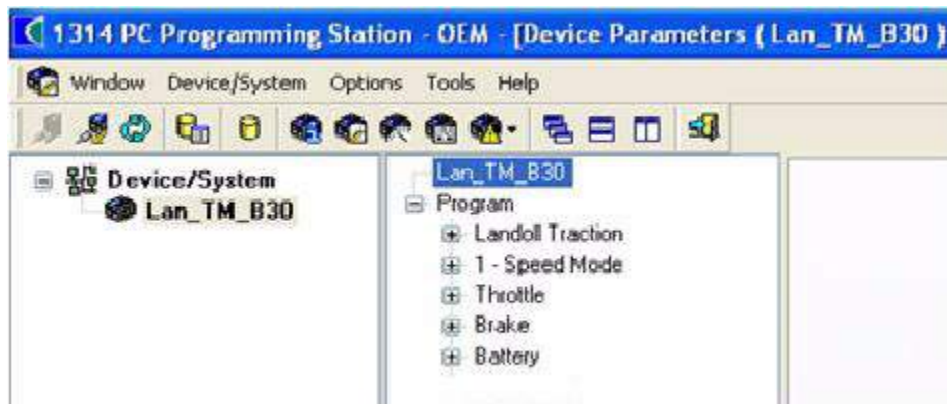 1314 PC Programming Station - OEM - [Device Parameters ( Lan_TM_B30 )
Window Device/System Options Tools Help
Device/System
Lan_TM_B30
Lan_TM_B30
Program
Landoll Traction
1 - Speed Mode
Throttle
Brake
Battery